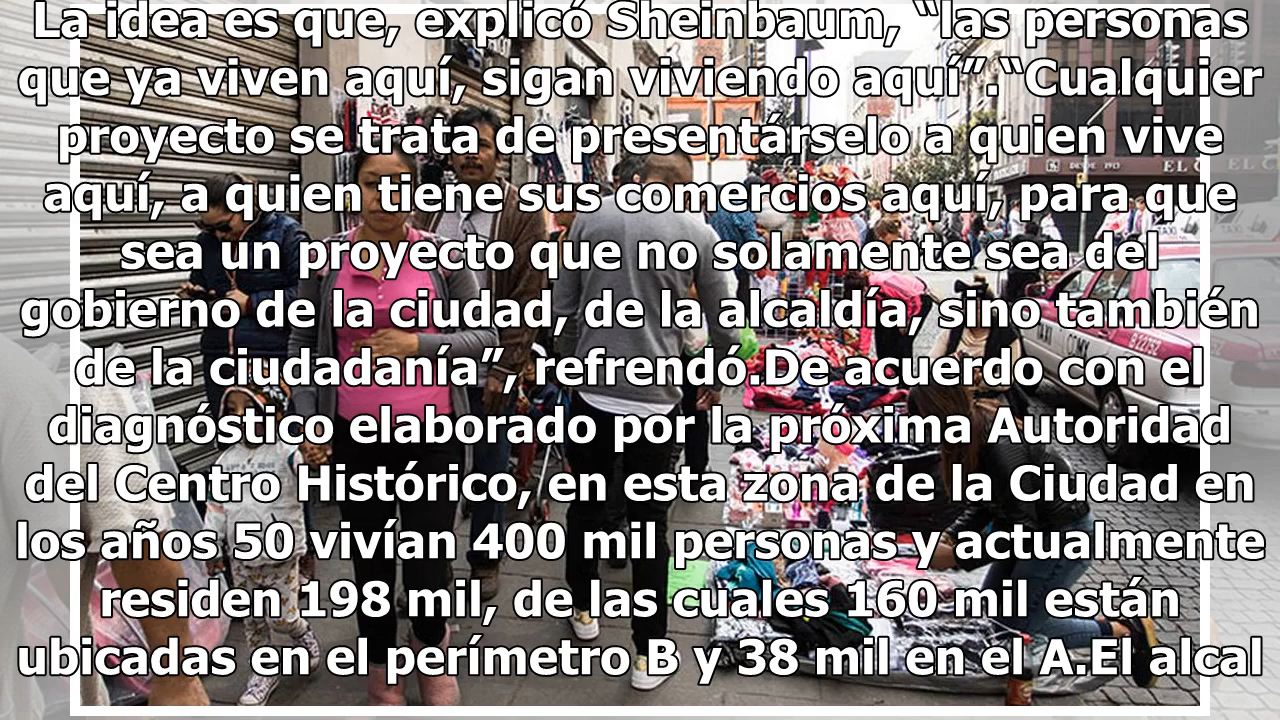 La idea es que, explicó Sheinbaum, “las personas
que ya viven aquí, sigan viviendo aquí”.“Cualquier
proyecto se trata de presentárselo a quien vive
aquí, a quien tiene sus comercios aquí, para que
sea un proyecto que no solamente sea del
gobierno de la ciudad, de la alcaldía, sino también
de la ciudadanía”, refrendó.De acuerdo con el
diagnóstico elaborado por la próxima Autoridad
del Centro Histórico, en esta zona de la Ciudad en
los años 50 vivían 400 mil personas y actualmente
residen 198 mil, de las cuales 160 mil están
ubicadas en el perímetro B y 38 mil en el A.El alcal
DESDE 1913
TAXI